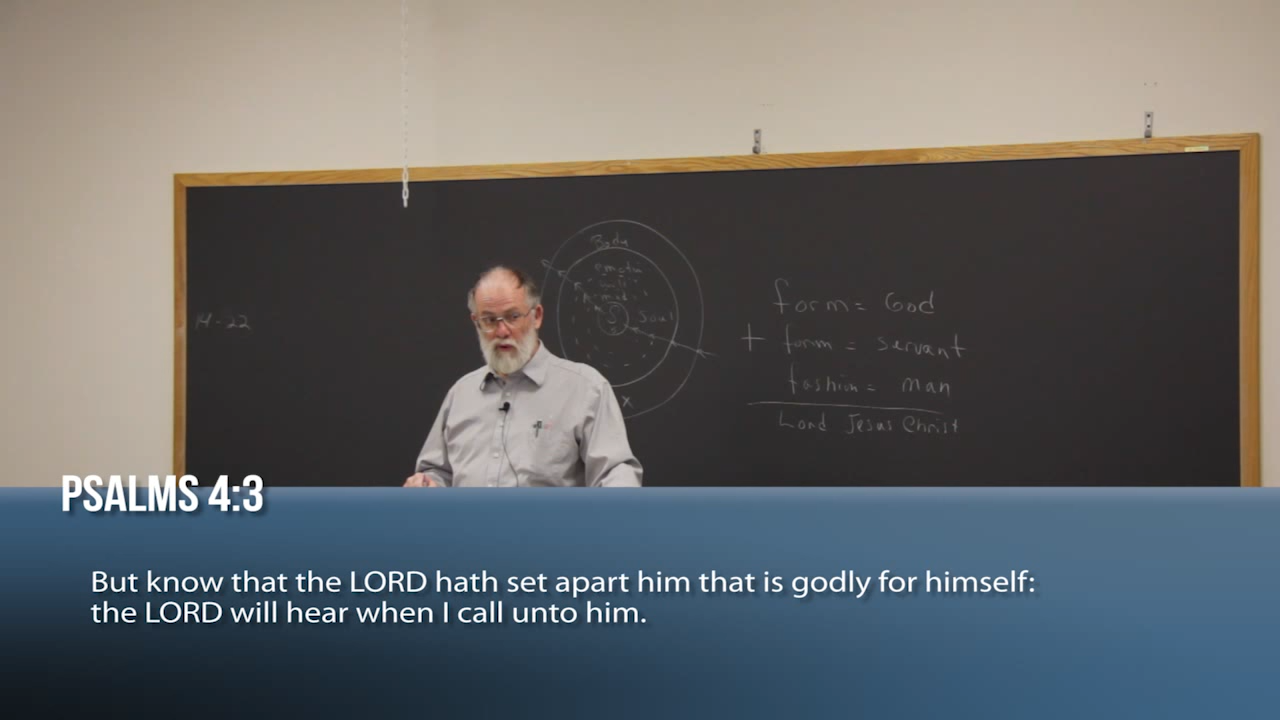 Body
emotion
Soul
14-22
form = God
+ form = servant
fashion = man
Lord Jesus Christ
PSALMS 4:3
But know that the LORD hath set apart him that is godly for himself:
the LORD will hear when I call unto him.